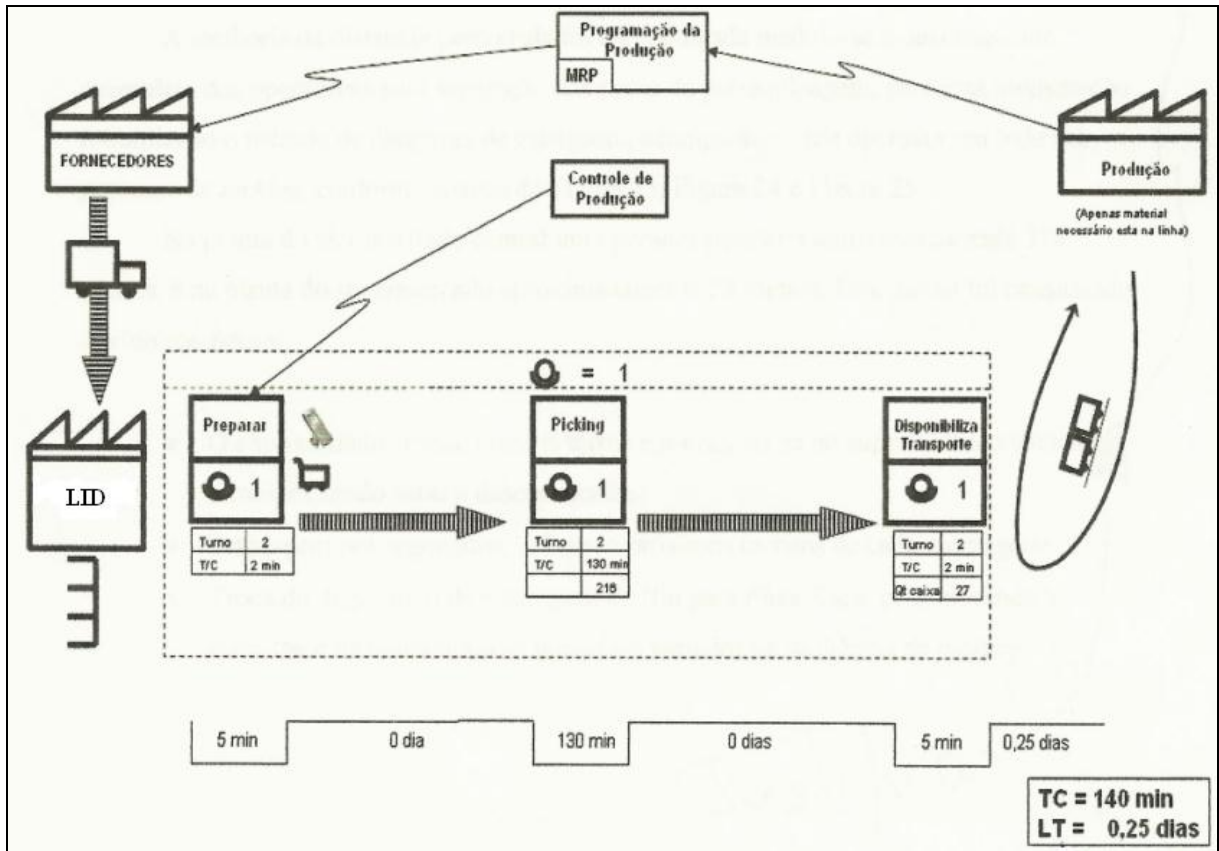 Programação da
Produção
MRP
FORNECEDORES
Controle de
Produção
Produção
(Apenas material
necessário esta na linha)
= 1
Preparar
1
Turno 2
T/C 2 min
Picking
1
Turno 2
T/C 130 min
216
Disponibiliza
Transporte
1
Turno 2
T/C 2 min
Qt caixa 27
LID
5 min
0 dia
130 min
0 dias
5 min
0,25 dias
TC = 140 min
LT = 0,25 dias